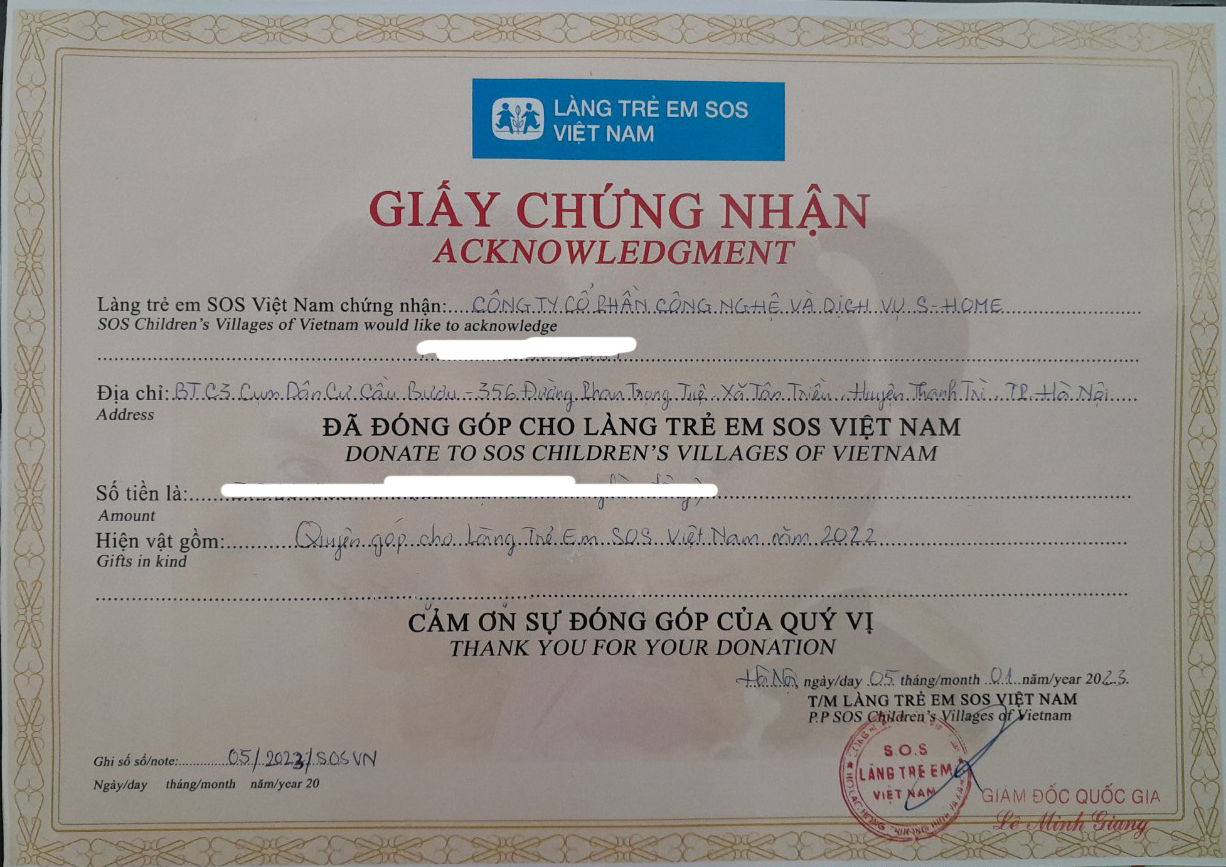 LÀNG TRẺ EM SOS
VIỆT NAM
GIẤY CHỨNG NHẬN
ACKNOWLEDGMENT
Làng trẻ em SOS Việt Nam chứng nhận:... CÔNG TY CỔ PHẦN CÔNG NGHỆ VÀ DỊCH VỤ S-HOME
SOS Children's Villages of Vietnam would like to acknowledge
Địa chỉ: BT C3 Cụm Dân Cư Cầu Bươu - 356 Đường Phan Trọng Tuệ Xã Tân Triều Huyện Thanh Trì TP. Hà Nội
Address
ĐÃ ĐÓNG GÓP CHO LÀNG TRẺ EM SOS VIỆT NAM
DONATE TO SOS CHILDREN'S VILLAGES OF VIETNAM
Số tiền là:
Amount
Hiện vật gồm: Quyên góp cho Làng Trẻ Em SOS Việt Nam năm 2022
Gifts in kind
CẢM ƠN SỰ ĐÓNG GÓP CỦA QUÝ VỊ
THANK YOU FOR YOUR DONATION
Hà Nội, ngày/day 05 tháng/month 01 năm/year 2023.
T/M LÀNG TRẺ EM SOS VIỆT NAM
P.P SOS Children's Villages of Vietnam
S.O.S
LÀNG TRẺ EM
VIỆT NAM
Ghi sổ số/note: 05/2023/SOSVN
Ngày/day tháng/month năm/year 20
GIÁM ĐỐC QUỐC GIA
Lê Minh Giang